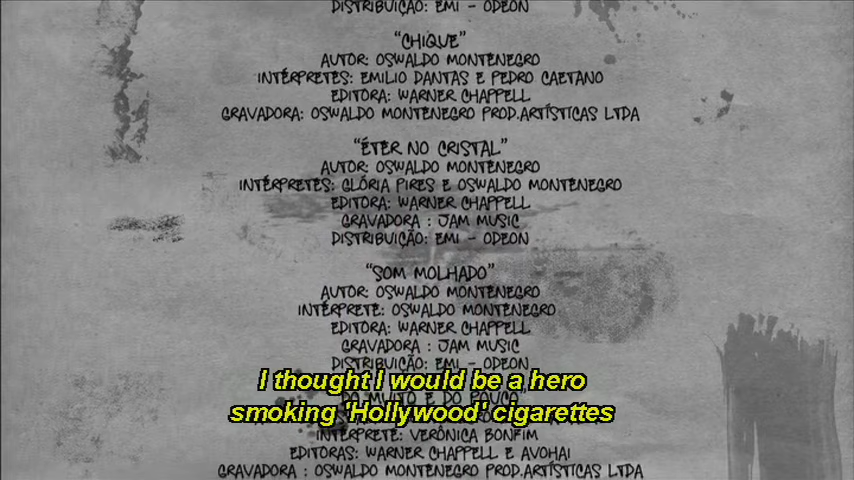 DISTRIBUIÇÃO: EMI - ODEON
"CHIQUE"
AUTOR: OSWALDO MONTENEGRO
INTÉRPRETES: EMILIO DANTAS E PEDRO CAETANO
EDITORA: WARNER CHAPPELL
GRAVADORA: OSWALDO MONTENEGRO PROD.ARTÍSTICAS LTDA
"ÉTER NO CRISTAL"
AUTOR: OSWALDO MONTENEGRO
INTÉRPRETES: GLÓRIA PIRES E OSWALDO MONTENEGRO
EDITORA: WARNER CHAPPELL
GRAVADORA : JAM MUSIC
DISTRIBUIÇÃO: EMI - ODEON
"SOM MOLHADO"
AUTOR: OSWALDO MONTENEGRO
INTÉRPRETE: OSWALDO MONTENEGRO
EDITORA: WARNER CHAPPELL
GRAVADORA : JAM MUSIC
DISTRIBUIÇÃO: EMI - ODEON
I thought I would be a hero
DO MUITO E DO POUCO
smoking 'Hollywood' cigarettes
INTÉRPRETE: VERÔNICA BONFIM
EDITORAS: WARNER CHAPPELL E AVOHAI
GRAVADORA : OSWALDO MONTENEGRO PROD.ARTÍSTICAS LTDA